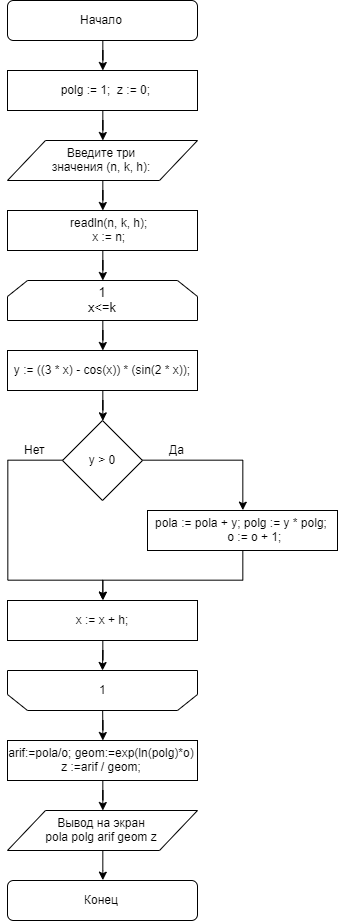 Начало
polg := 1; z := 0;
Введите три
значения (n, k, h):
readln(n, k, h);
x := n;
1
x<=k
y := ((3 * x) - cos(x)) * (sin(2 * x));
Нет
y > 0
Да
pola := pola + y; polg := y * polg;
o := o + 1;
x := x + h;
1
arif:=pola/o; geom:=exp(ln(polg)*o)
z :=arif / geom;
Вывод на экран
pola polg arif geom z
Конец